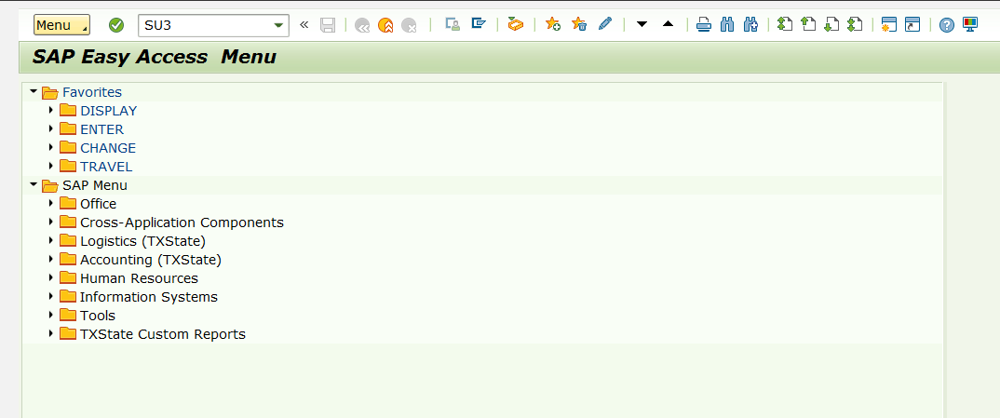 Menu SU3
SAP Easy Access Menu
Favorites
DISPLAY
ENTER
CHANGE
TRAVEL
SAP Menu
Office
Cross-Application Components
Logistics (TXState)
Accounting (TXState)
Human Resources
Information Systems
Tools
TXState Custom Reports